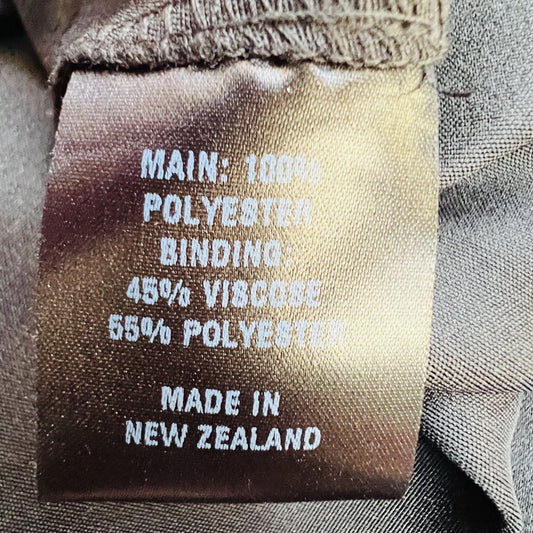 MAIN: 100%
POLYESTER
BINDING:
45% VISCOSE
55% POLYESTER
MADE IN
NEW ZEALAND